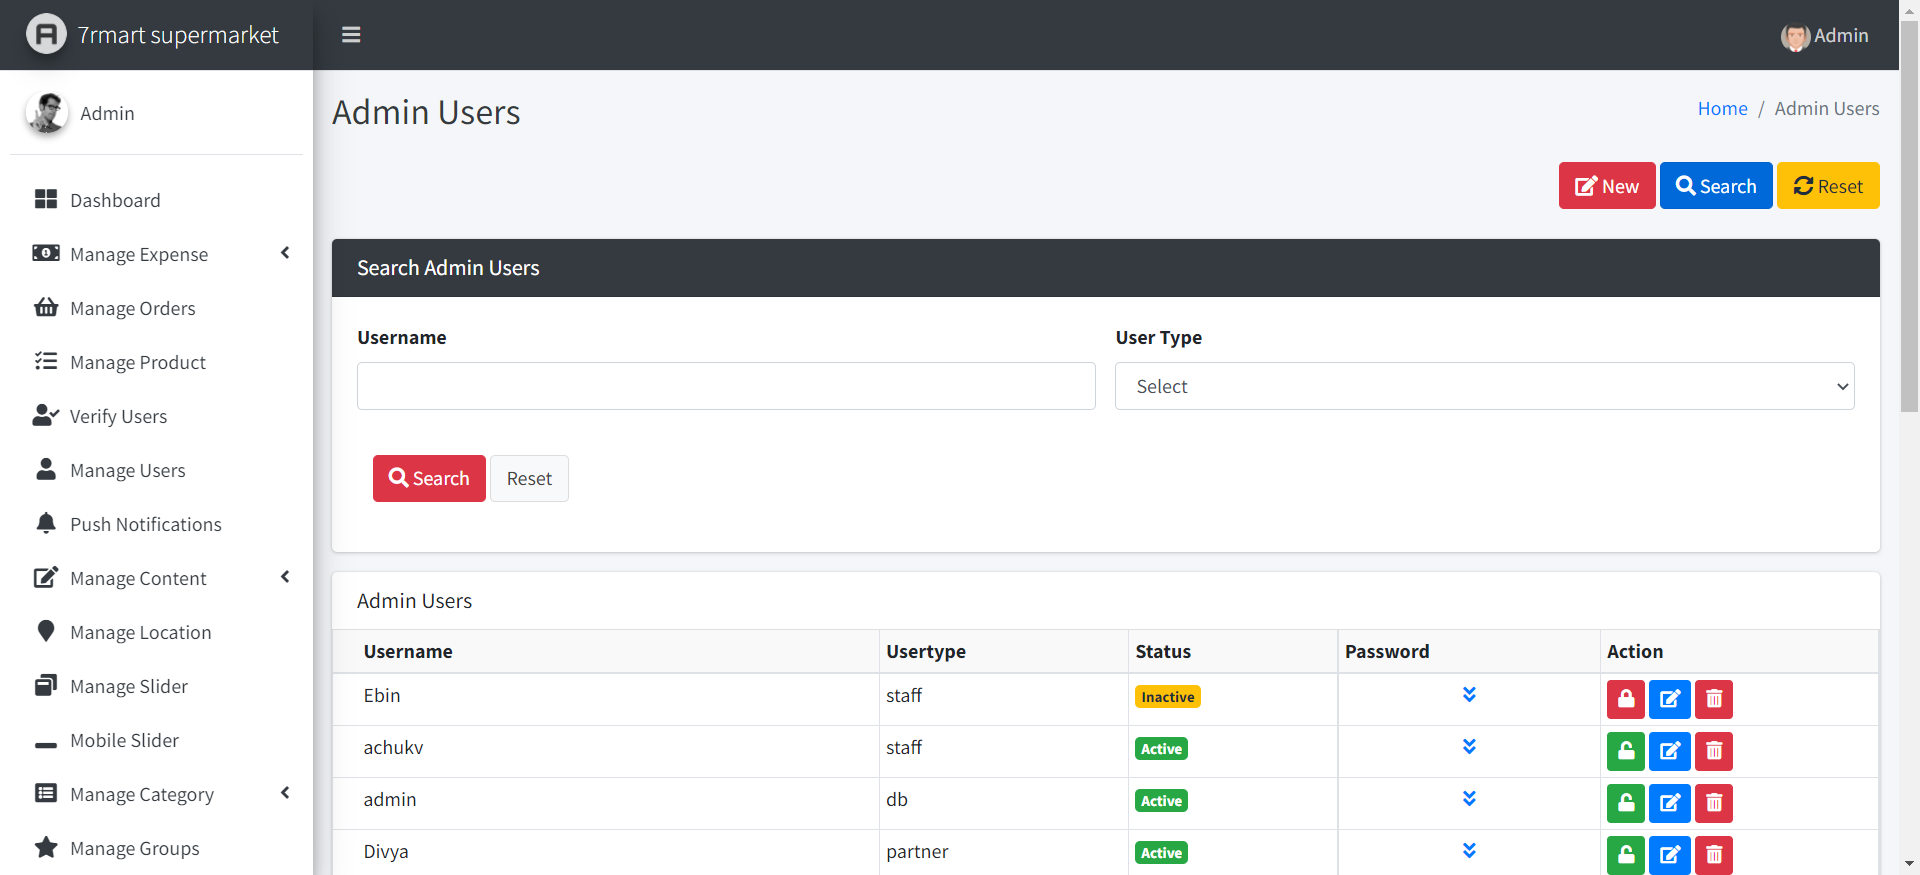 7rmart supermarket
Admin
Admin
Dashboard
Manage Expense
Manage Orders
Manage Product
Verify Users
Manage Users
Push Notifications
Manage Content
Manage Location
Manage Slider
Mobile Slider
Manage Category
Manage Groups
Admin Users
Home / Admin Users
New Search Reset
Search Admin Users
Username User Type
Select
Search Reset
Admin Users
Username Usertype Status Password Action
Ebin staff Inactive
achukv staff Active
admin db Active
Divya partner Active